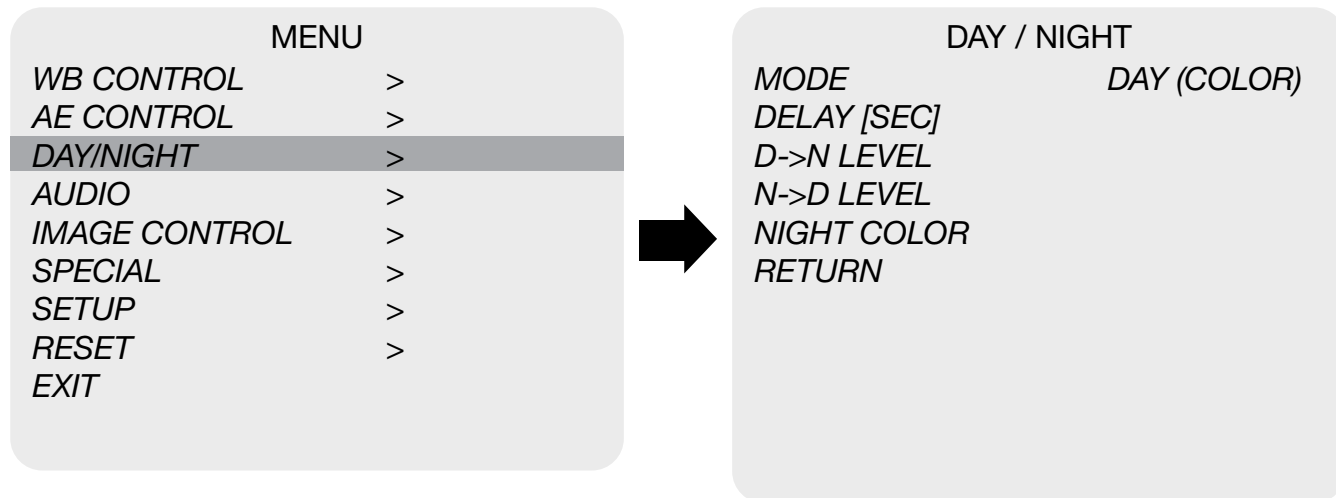 MENU
WB CONTROL >
AE CONTROL >
DAY/NIGHT >
AUDIO >
IMAGE CONTROL >
SPECIAL >
SETUP >
RESET >
EXIT
DAY / NIGHT
MODE DAY (COLOR)
DELAY [SEC]
D->N LEVEL
N->D LEVEL
NIGHT COLOR
RETURN